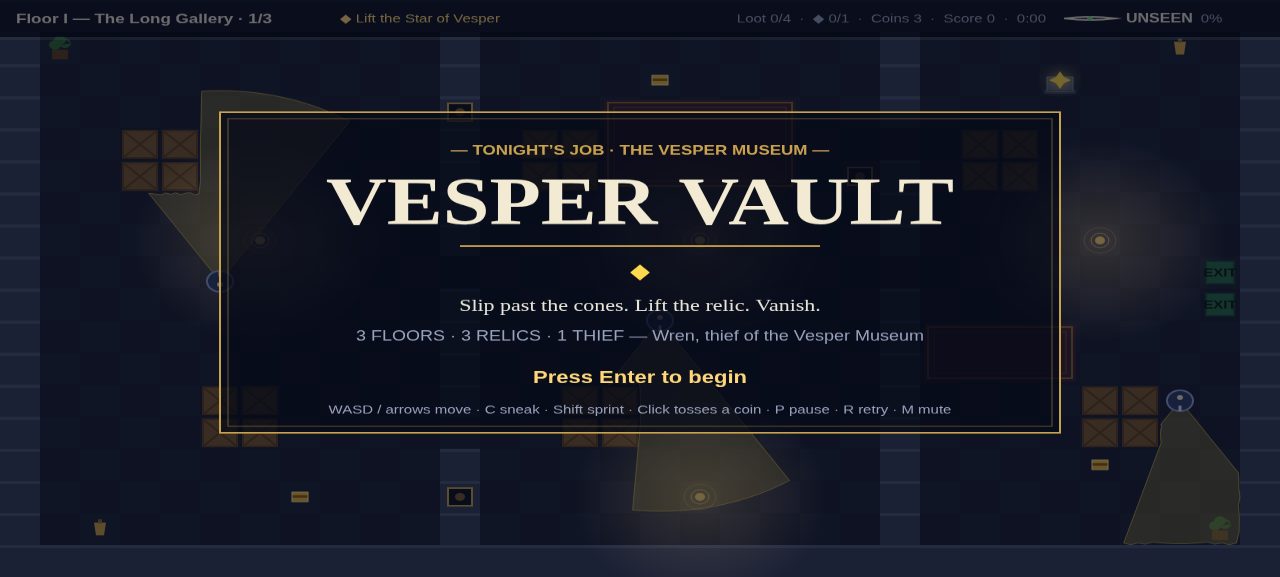 Floor I — The Long Gallery · 1/3
◆ Lift the Star of Vesper
Loot 0/4 · ◆ 0/1 · Coins 3 · Score 0 · 0:00 UNSEEN 0%
— TONIGHT’S JOB · THE VESPER MUSEUM —
VESPER VAULT
Slip past the cones. Lift the relic. Vanish.
3 FLOORS · 3 RELICS · 1 THIEF — Wren, thief of the Vesper Museum
Press Enter to begin
WASD / arrows move · C sneak · Shift sprint · Click tosses a coin · P pause · R retry · M mute
EXIT
EXIT